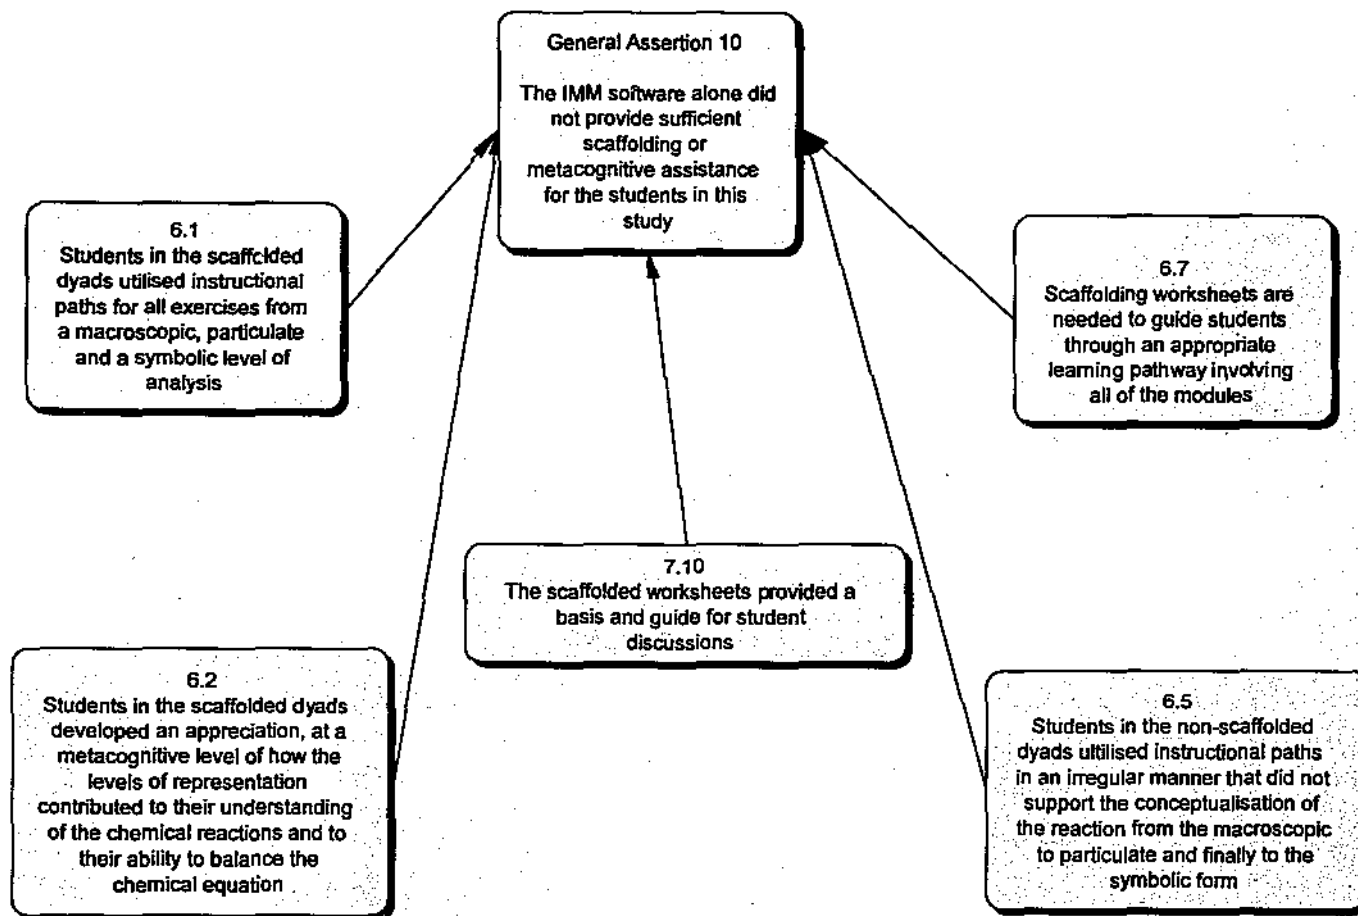 General Assertion 10
The IMM software alone did
not provide sufficient
scaffolding or
metacognitive assistance
for the students in this
study
6.1
Students in the scaffolded
dyads utilised instructional
paths for all exercises from
a macroscopic, particulate
and a symbolic level of
analysis
6.7
Scaffolding worksheets are
needed to guide students
through an appropriate
learning pathway involving
all of the modules
7.10
The scaffolded worksheets provided a
basis and guide for student
discussions
6.2
Students in the scaffolded dyads
developed an appreciation, at a
metacognitive level of how the
levels of representation
contributed to their understanding
of the chemical reactions and to
their ability to balance the
chemical equation
6.5
Students in the non-scaffolded
dyads ultilised instructional paths
in an irregular manner that did not
support the conceptualisation of
the reaction from the macroscopic
to particulate and finally to the
symbolic form